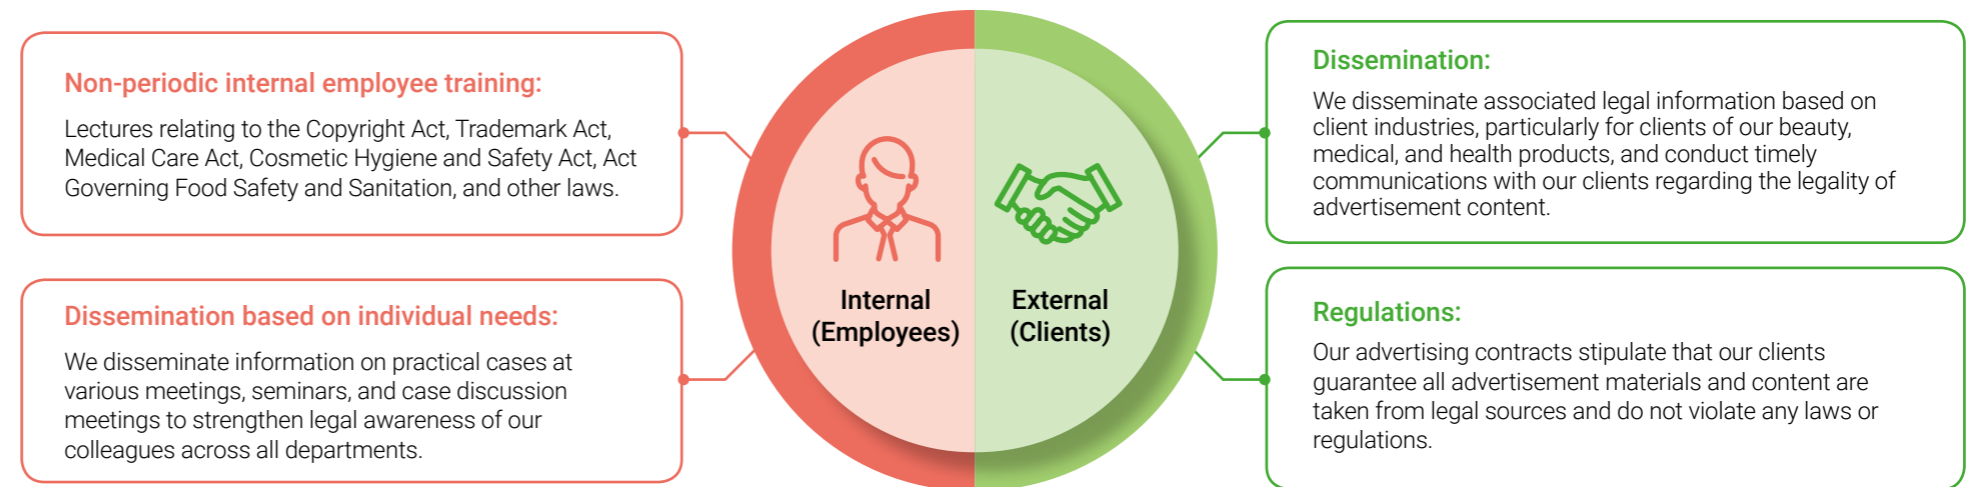 Non-periodic internal employee training:
Lectures relating to the Copyright Act, Trademark Act,
Medical Care Act, Cosmetic Hygiene and Safety Act, Act
Governing Food Safety and Sanitation, and other laws.
Dissemination based on individual needs:
We disseminate information on practical cases at
various meetings, seminars, and case discussion
meetings to strengthen legal awareness of our
colleagues across all departments.
Internal
(Employees)
External
(Clients)
Dissemination:
We disseminate associated legal information based on
client industries, particularly for clients of our beauty,
medical, and health products, and conduct timely
communications with our clients regarding the legality of
advertisement content.
Regulations:
Our advertising contracts stipulate that our clients
guarantee all advertisement materials and content are
taken from legal sources and do not violate any laws or
regulations.